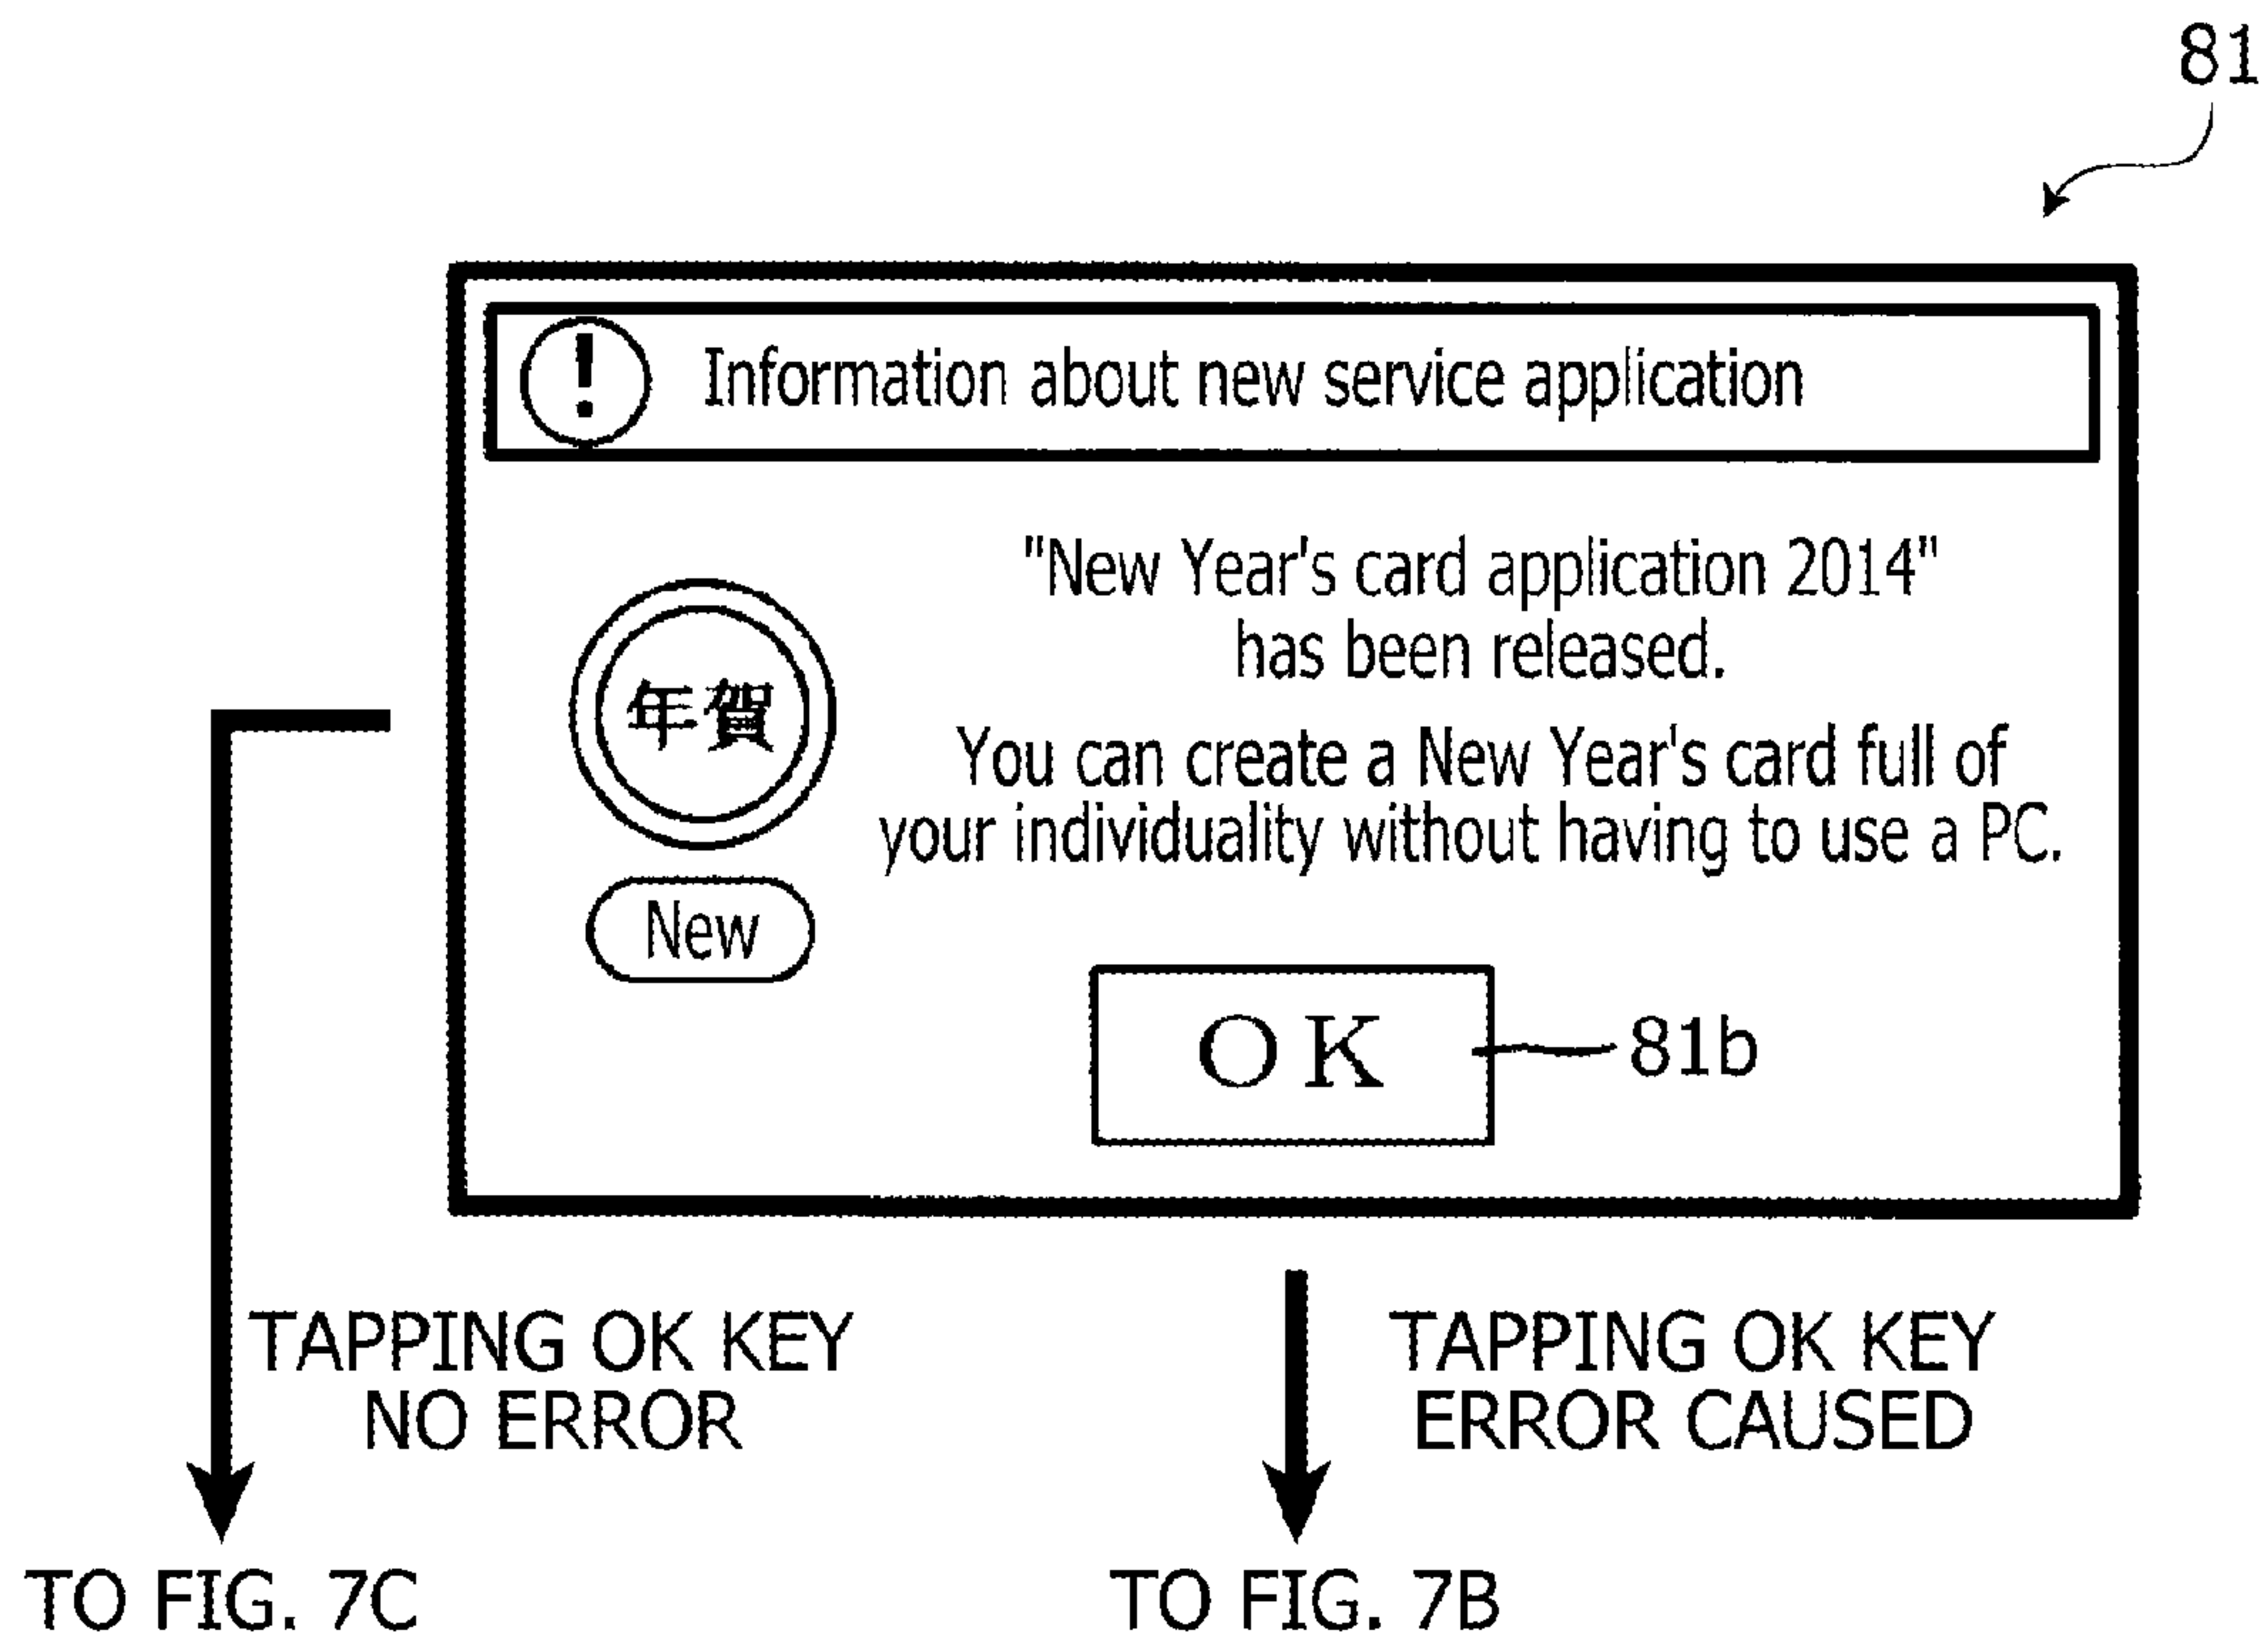 81
! Information about new service application
"New Year's card application 2014"
has been released.
年賀
You can create a New Year's card full of
your individuality without having to use a PC.
New
OK
81b
TAPPING OK KEY
NO ERROR
TAPPING OK KEY
ERROR CAUSED
TO FIG. 7C
TO FIG. 7B